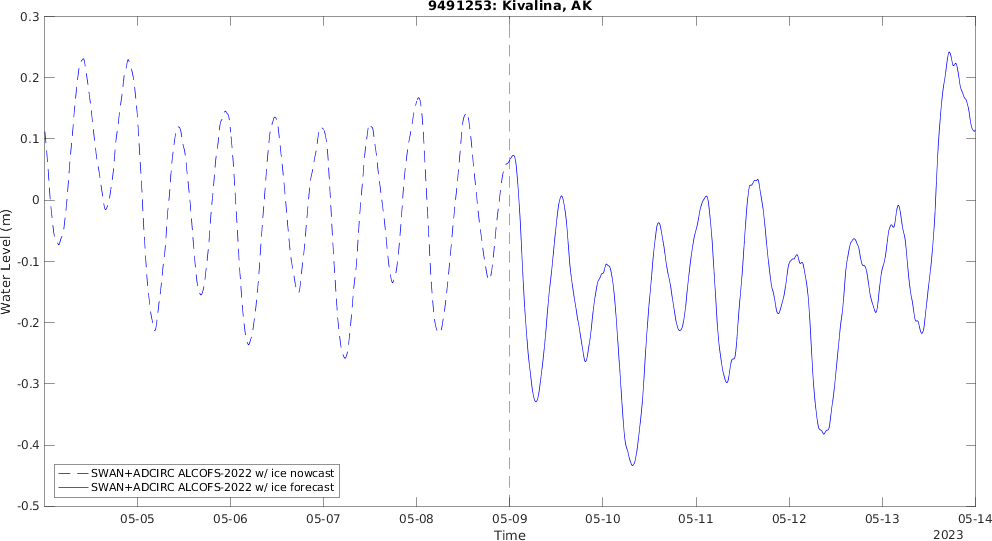 9491253: Kivalina, AK
0.3
0.2
0.1
0
-0.1
-0.2
-0.3
-0.4
-0.5
Water Level (m)
SWAN+ADCIRC ALCOFS-2022 w/ ice nowcast
SWAN+ADCIRC ALCOFS-2022 w/ ice forecast
05-05 05-06 05-07 05-08 05-09 05-10 05-11 05-12 05-13 05-14
Time
2023